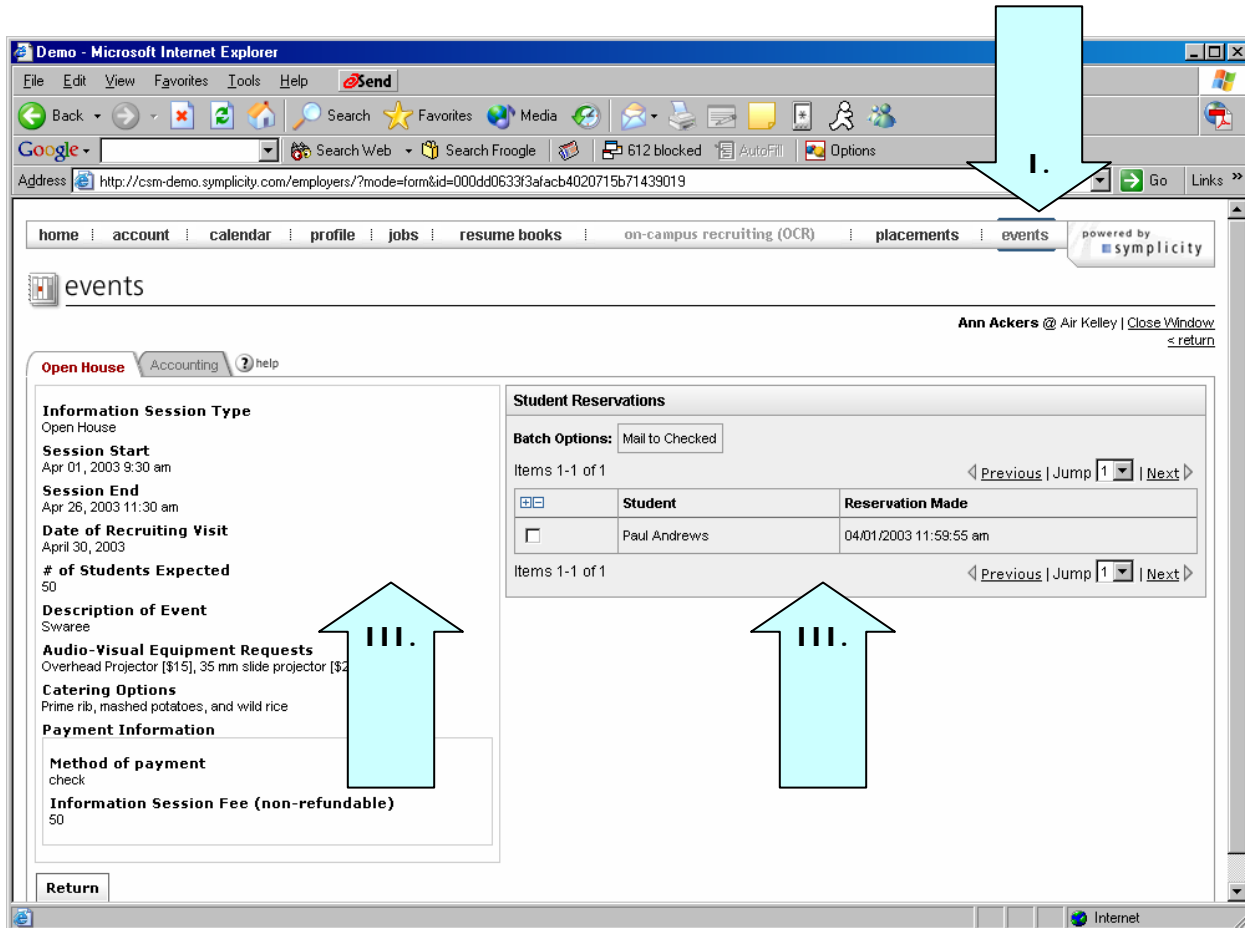 Demo - Microsoft Internet Explorer
File Edit View Favorites Tools Help Send
Back Search Favorites Media
Google Search Web Search Froogle 612 blocked AutoFill Options
Address http://csm-demo.symplicity.com/employers/?mode=form&id=000dd0633f3afacb4020715b71439019 Go Links »
I.
home account calendar profile jobs resume books on-campus recruiting (OCR) placements events powered by
symplicity
events
Ann Ackers @ Air Kelley | Close Window
< return
Open House Accounting ? help
Information Session Type
Open House
Session Start
Apr 01, 2003 9:30 am
Session End
Apr 26, 2003 11:30 am
Date of Recruiting Visit
April 30, 2003
# of Students Expected
50
Description of Event
Swaree
Audio-Visual Equipment Requests
Overhead Projector [$15], 35 mm slide projector [$2
Catering Options
Prime rib, mashed potatoes, and wild rice
Payment Information
Method of payment
check
Information Session Fee (non-refundable)
50
III.
Student Reservations
Batch Options: Mail to Checked
Items 1-1 of 1 Previous | Jump 1 | Next
Student Reservation Made
Paul Andrews 04/01/2003 11:59:55 am
Items 1-1 of 1 Previous | Jump 1 | Next
III.
Return
Internet